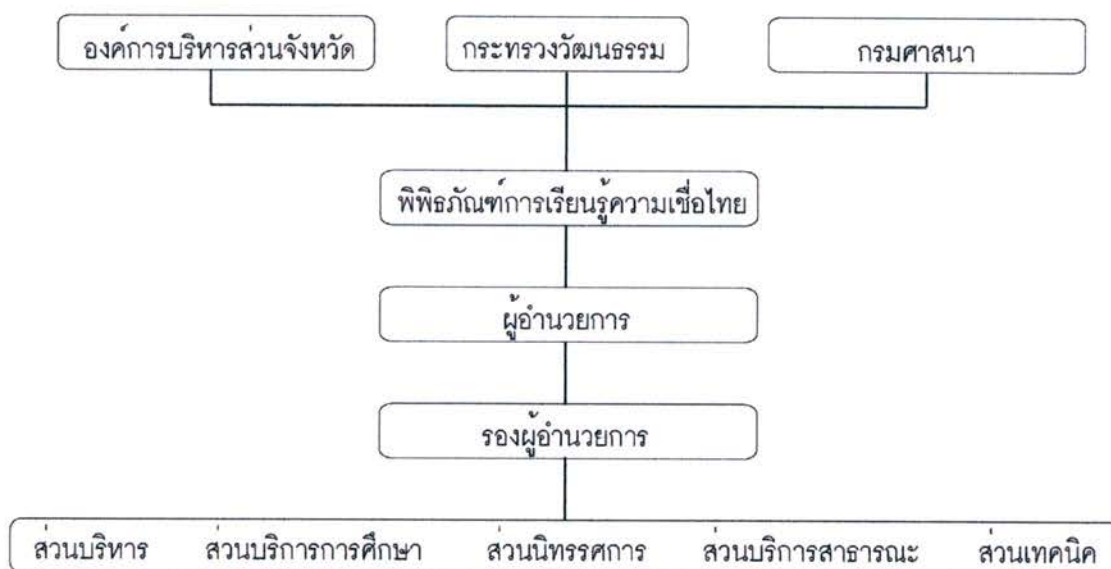 องค์การบริหารส่วนจังหวัด กระทรวงวัฒนธรรม กรมศาสนา
พิพิธภัณฑ์การเรียนรู้ความเชื่อไทย
ผู้อำนวยการ
รองผู้อำนวยการ
ส่วนบริหาร ส่วนบริการการศึกษา ส่วนนิทรรศการ ส่วนบริการสาธารณะ ส่วนเทคนิค